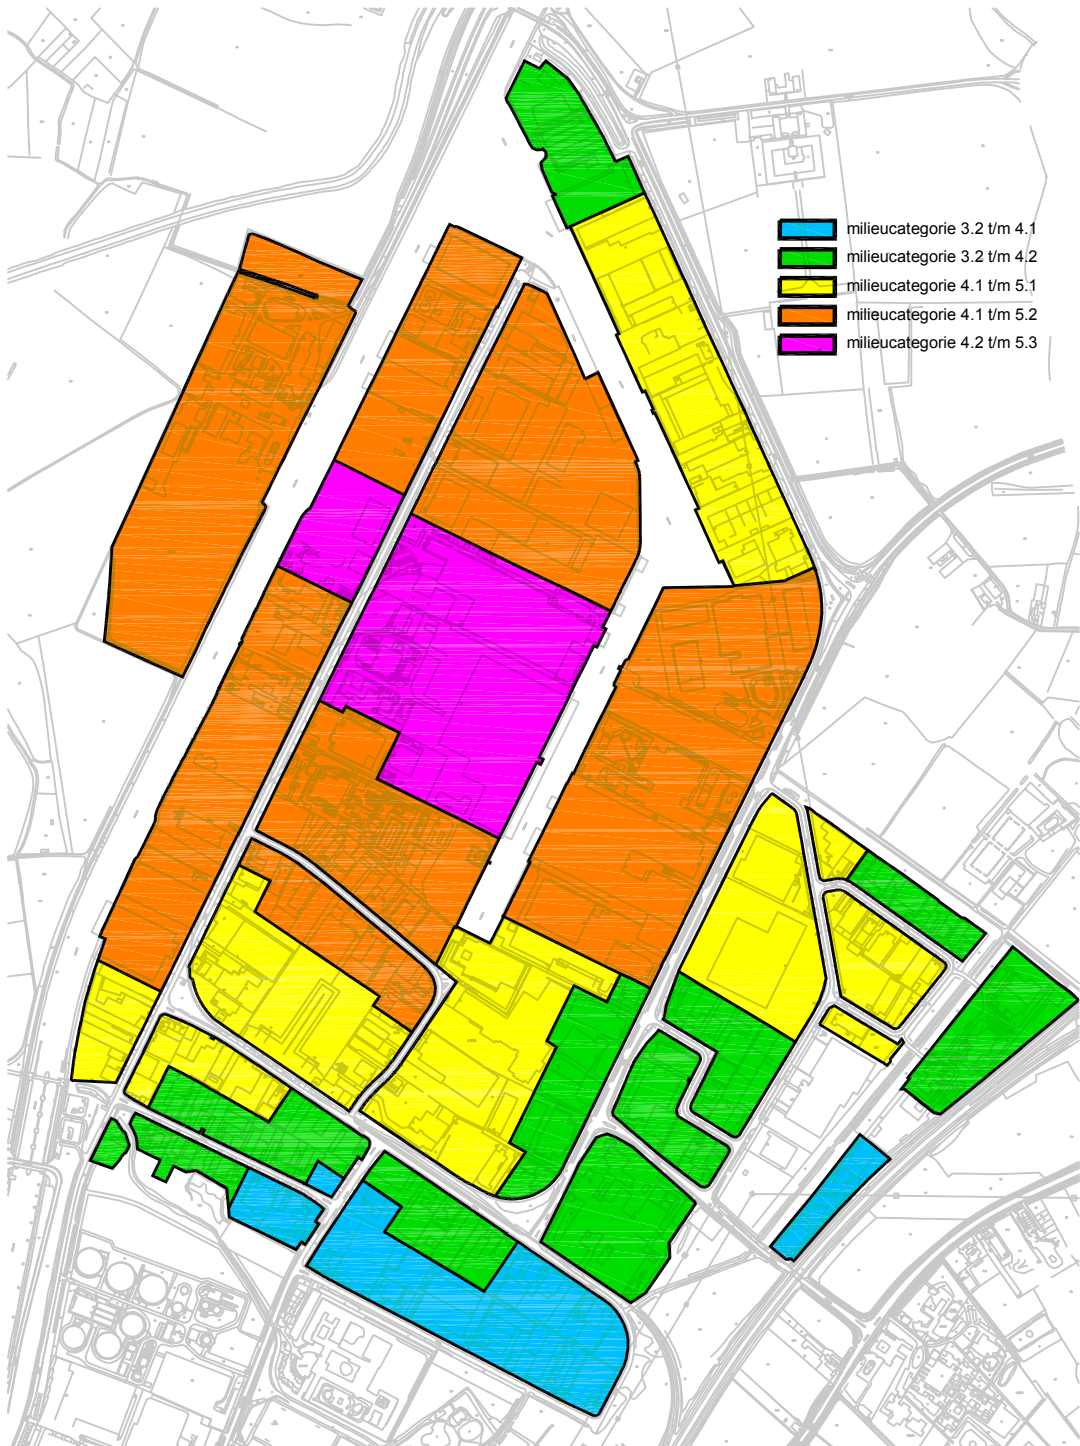 milieucategorie 3.2 t/m 4.1
milieucategorie 3.2 t/m 4.2
milieucategorie 4.1 t/m 5.1
milieucategorie 4.1 t/m 5.2
milieucategorie 4.2 t/m 5.3